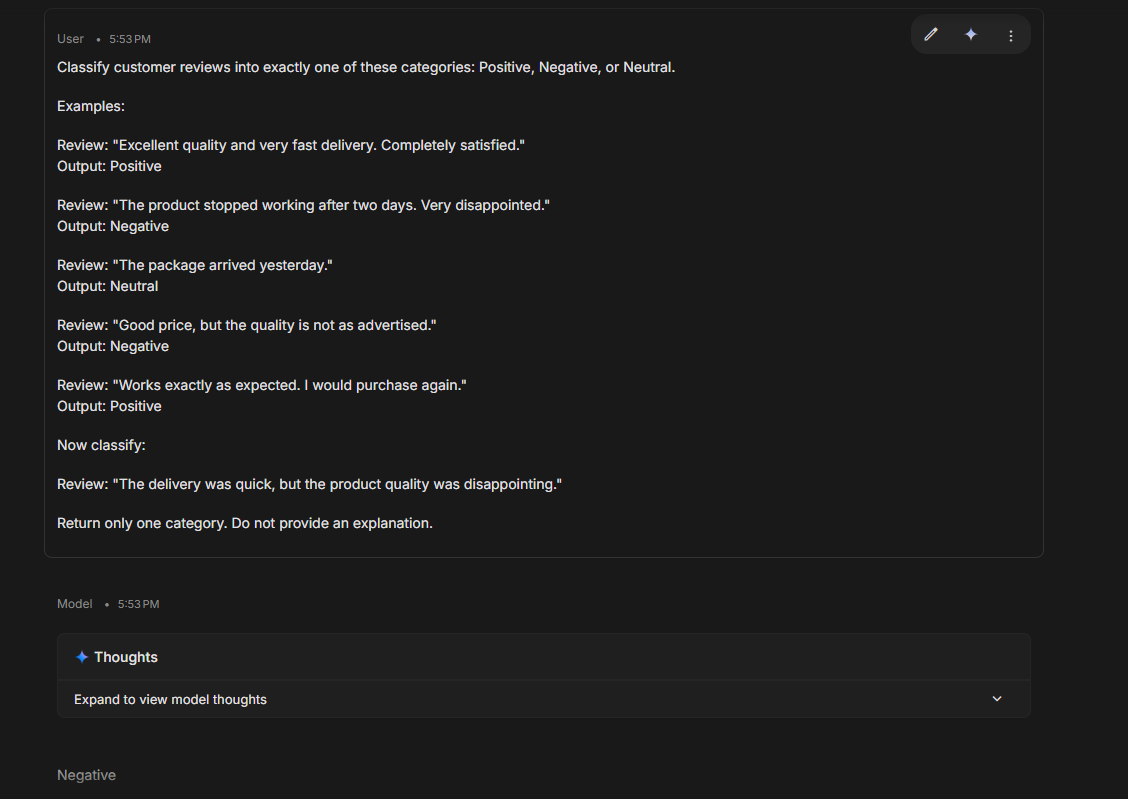 User • 5:53 PM
Classify customer reviews into exactly one of these categories: Positive, Negative, or Neutral.
Examples:
Review: "Excellent quality and very fast delivery. Completely satisfied."
Output: Positive
Review: "The product stopped working after two days. Very disappointed."
Output: Negative
Review: "The package arrived yesterday."
Output: Neutral
Review: "Good price, but the quality is not as advertised."
Output: Negative
Review: "Works exactly as expected. I would purchase again."
Output: Positive
Now classify:
Review: "The delivery was quick, but the product quality was disappointing."
Return only one category. Do not provide an explanation.
Model • 5:53 PM
Thoughts
Expand to view model thoughts
Negative